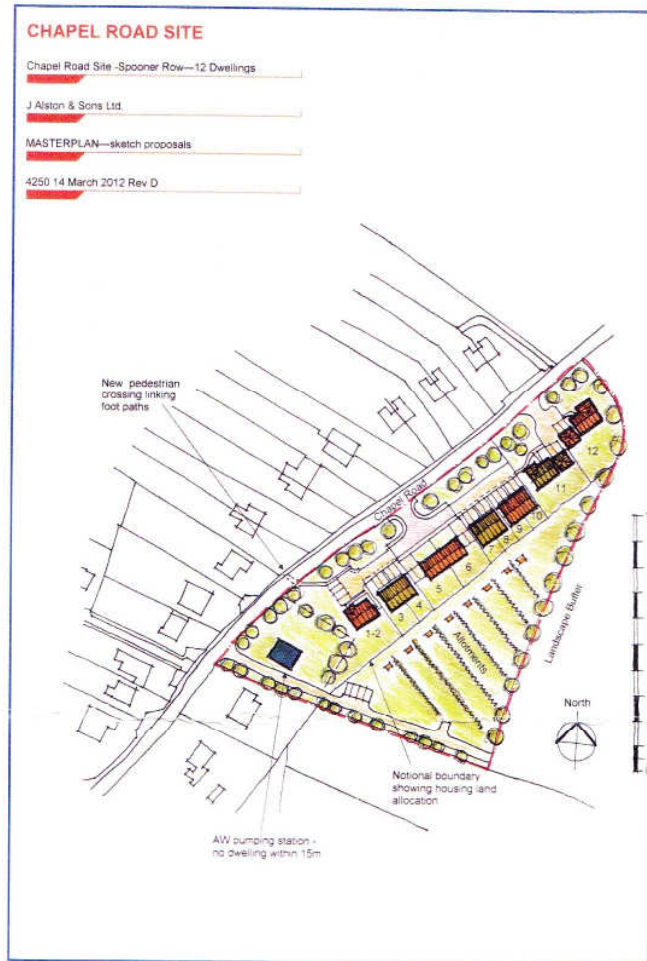 CHAPEL ROAD SITE
Chapel Road Site -Spooner Row—12 Dwellings
J Alston & Sons Ltd.
MASTERPLAN—sketch proposals
4250 14 March 2012 Rev D
New pedestrian
crossing linking
foot paths
Chapel Road
12
11
10
9
8
7
6
5
4
3
1-2
Allotments
Landscape Buffer
North
Notional boundary
showing housing land
allocation
AW pumping station -
no dwelling within 15m